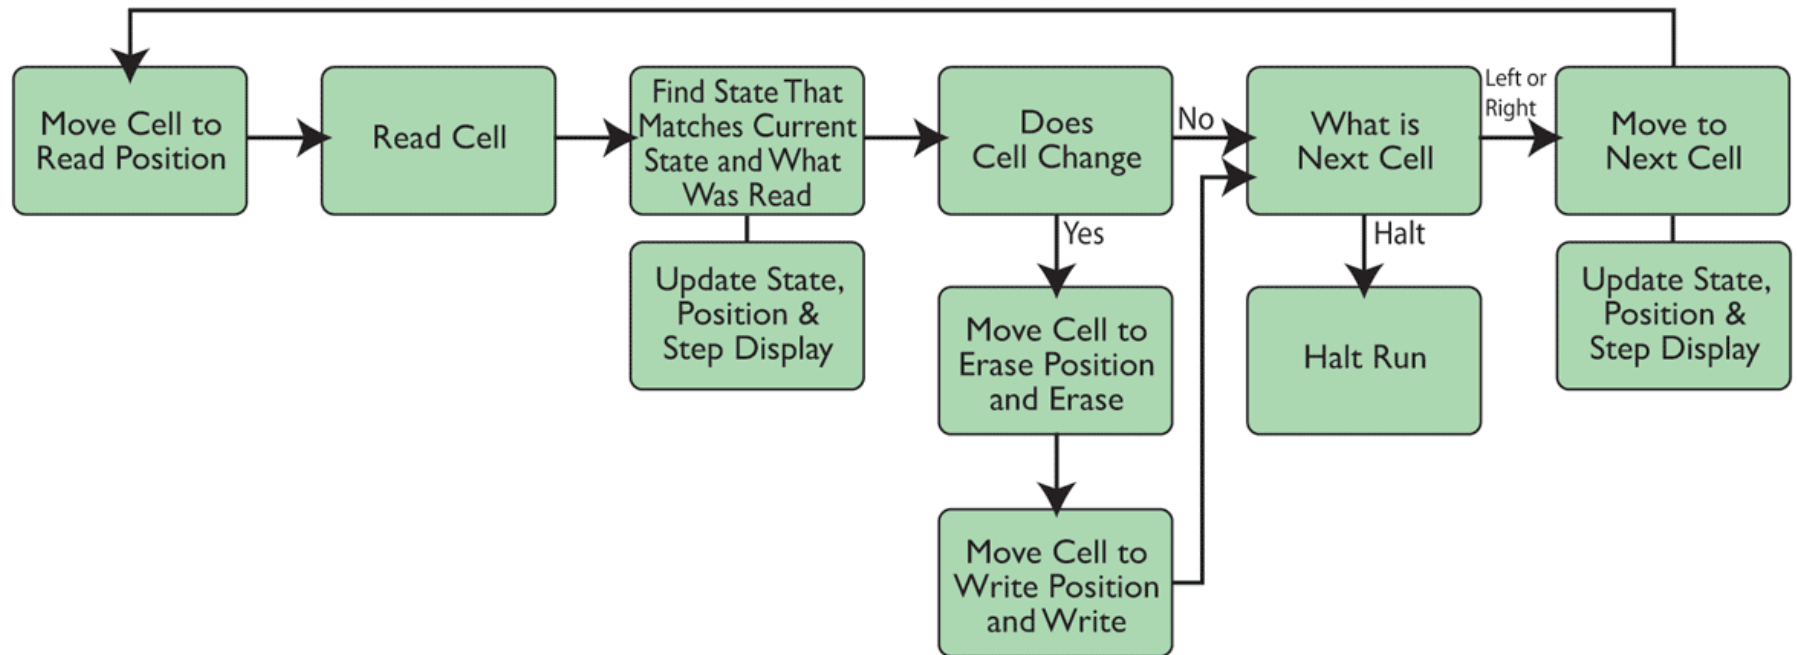 Move Cell to
Read Position
Read Cell
Find State That
Matches Current
State and What
Was Read
Does
Cell Change
No
What is
Next Cell
Left or
Right
Move to
Next Cell
Update State,
Position &
Step Display
Yes
Move Cell to
Erase Position
and Erase
Halt
Halt Run
Update State,
Position &
Step Display
Move Cell to
Write Position
and Write